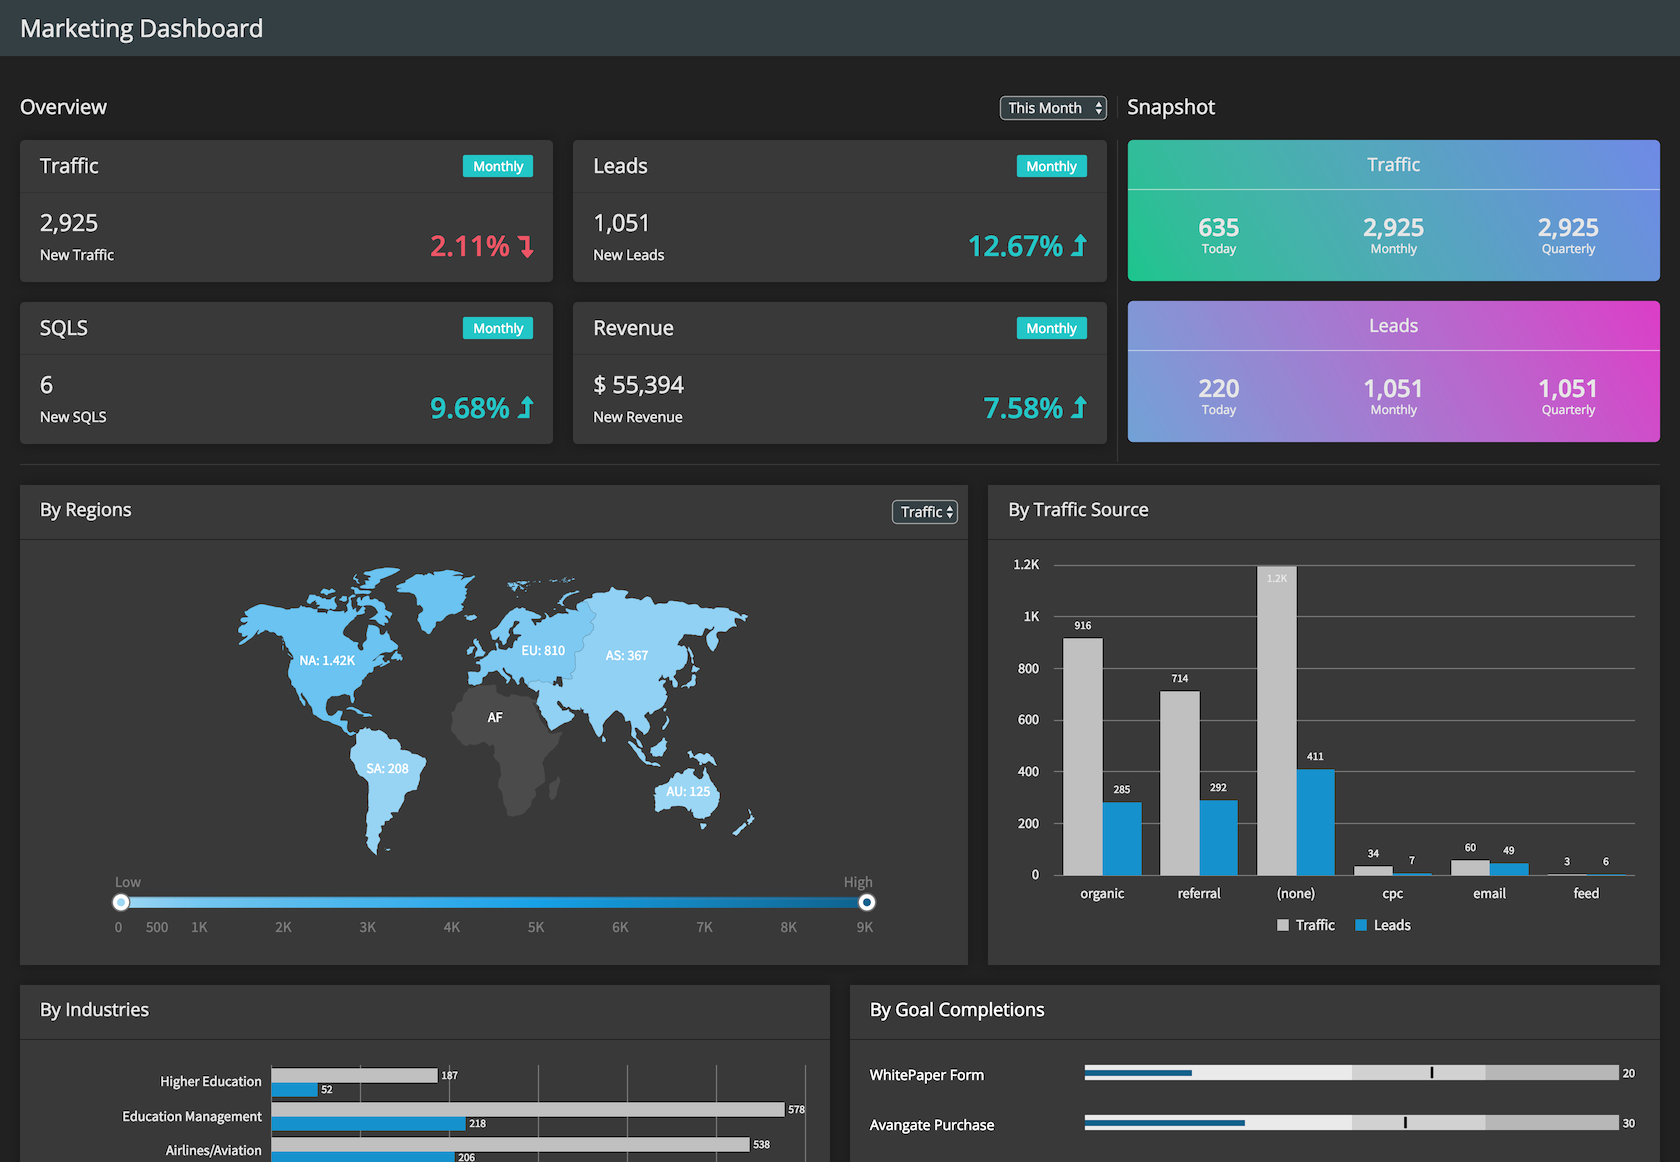 Marketing Dashboard
Overview
This Month
Snapshot
Traffic
Monthly
2,925
New Traffic
2.11%
Leads
Monthly
1,051
New Leads
12.67%
Traffic
635
2,925
2,925
Today
Monthly
Quarterly
SQLS
Monthly
6
New SQLS
9.68%
Revenue
Monthly
$ 55,394
New Revenue
7.58%
Leads
220
1,051
1,051
Today
Monthly
Quarterly
By Regions
Traffic
NA: 1.42K
EU: 810
AS: 367
AF
SA: 208
AU: 125
Low
High
0 500 1K 2K 3K 4K 5K 6K 7K 8K 9K
By Traffic Source
1.2K
1K
800
600
400
200
0
916
285
714
292
1.2K
411
34
7
60
49
3
6
organic referral (none) cpc email feed
Traffic Leads
By Industries
Higher Education
187
52
Education Management
578
218
Airlines/Aviation
538
206
By Goal Completions
WhitePaper Form
20
Avangate Purchase
30